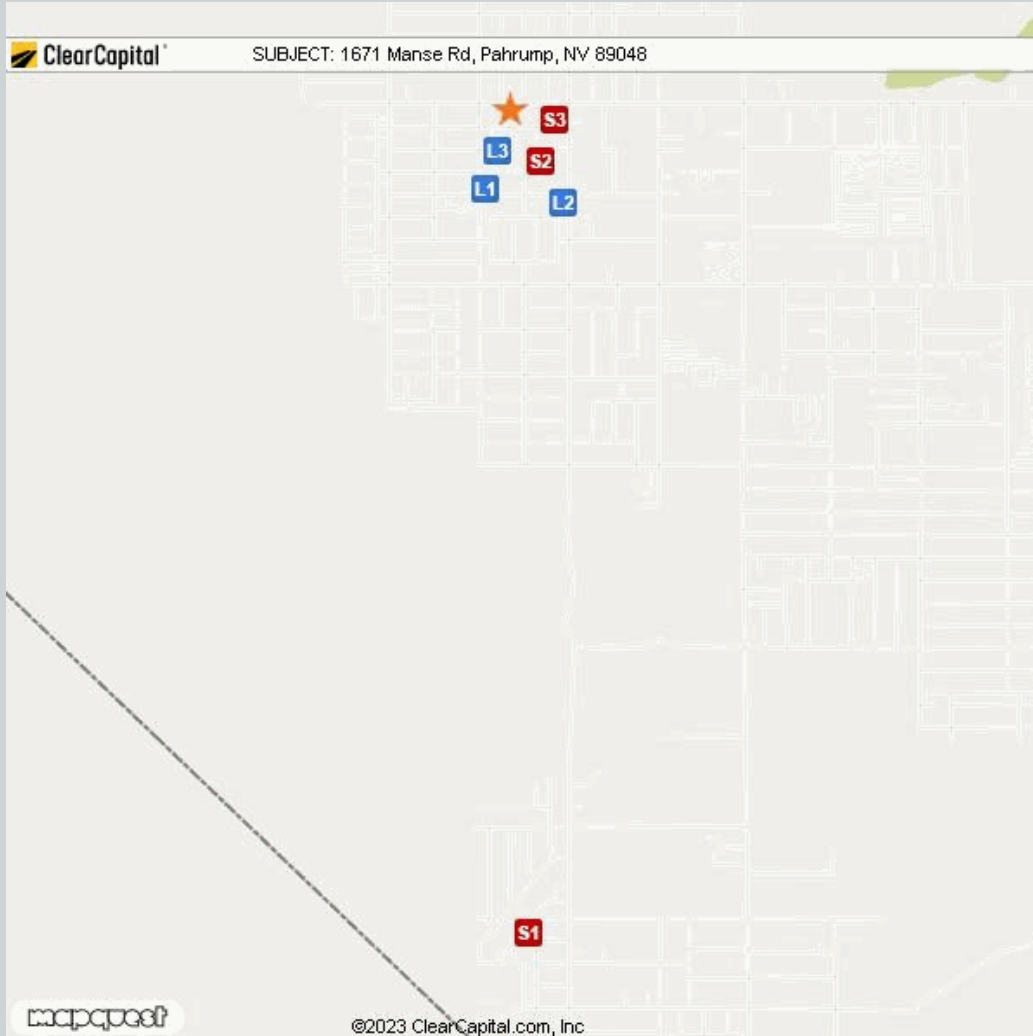 ClearCapital SUBJECT: 1671 Manse Rd, Pahrump, NV 89048
S3
L3 S2
L1 L2
S1
mapquest ©2023 ClearCapital.com, Inc